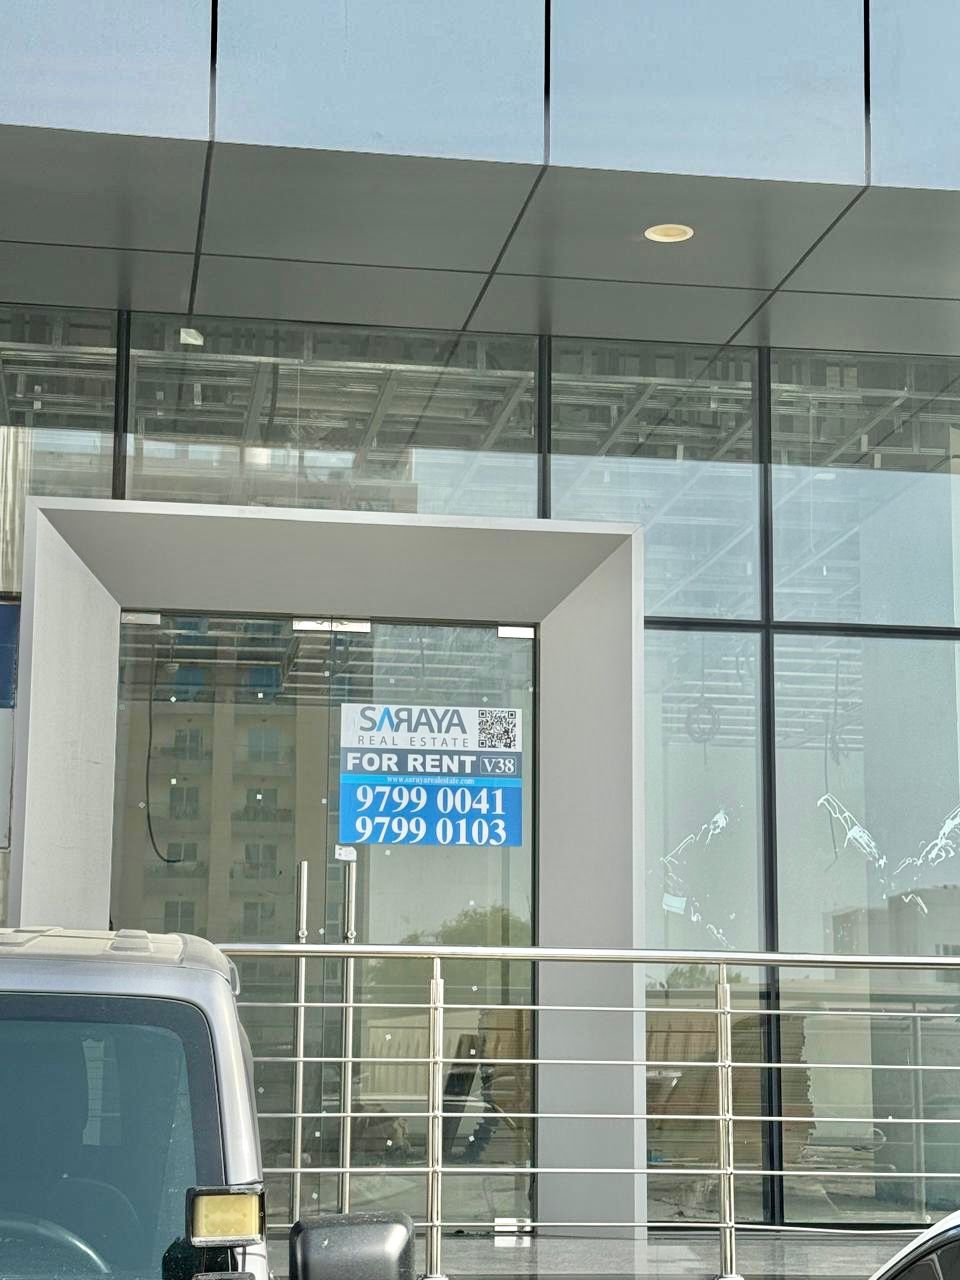 SARAYA
REAL ESTATE
FOR RENT V38
www.sarayarealestate.com
9799 0041
9799 0103